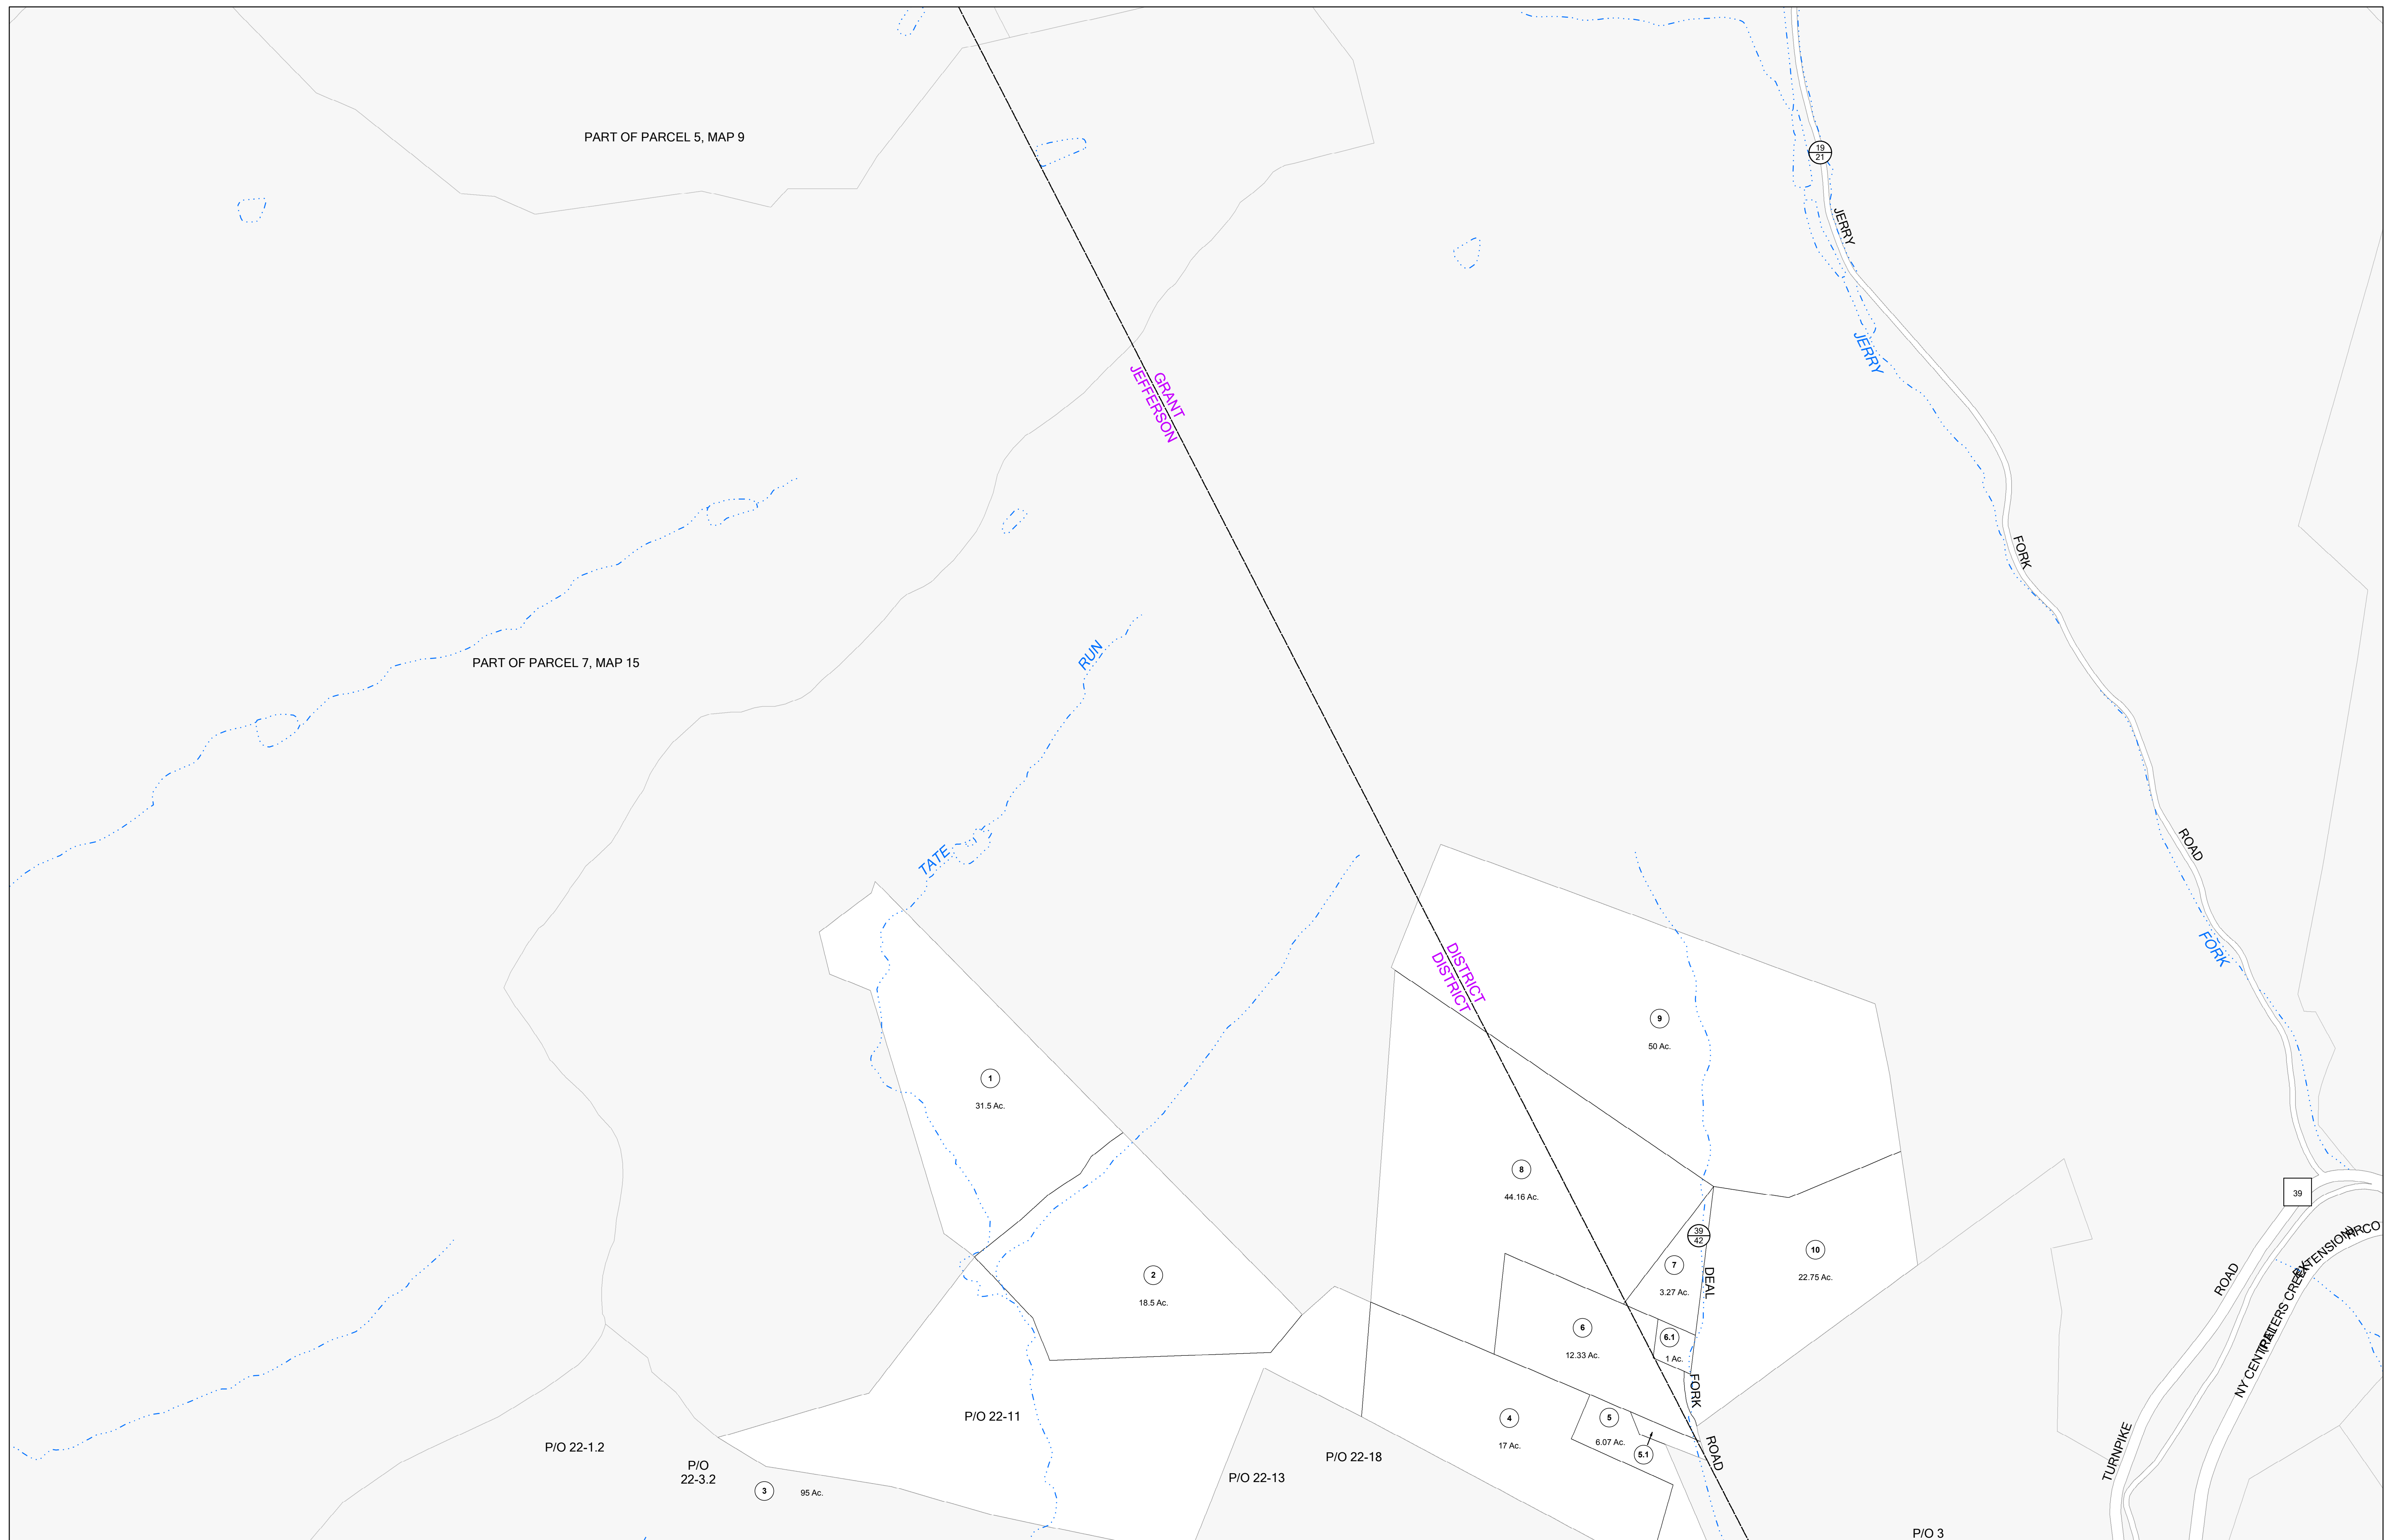 PART OF PARCEL 5, MAP 9
19
21
JERRY
JERRY
GRANT
JEFFERSON
FORK
RUN
PART OF PARCEL 7, MAP 15
TATE
ROAD
FORK
DISTRICT
DISTRICT
9
50 Ac.
1
31.5 Ac.
8
44.16 Ac.
39
39
42
10
22.75 Ac.
7
3.27 Ac.
DEAL
2
18.5 Ac.
ROAD
EXTENSION)
6
12.33 Ac.
6.1
1 Ac.
NY CENTRAL
FORK
P/O 22-11
4
17 Ac.
5
6.07 Ac.
5.1
ROAD
TURNPIKE
P/O 22-1.2
P/O
22-3.2
P/O 22-18
P/O 22-13
3
95 Ac.
P/O 3